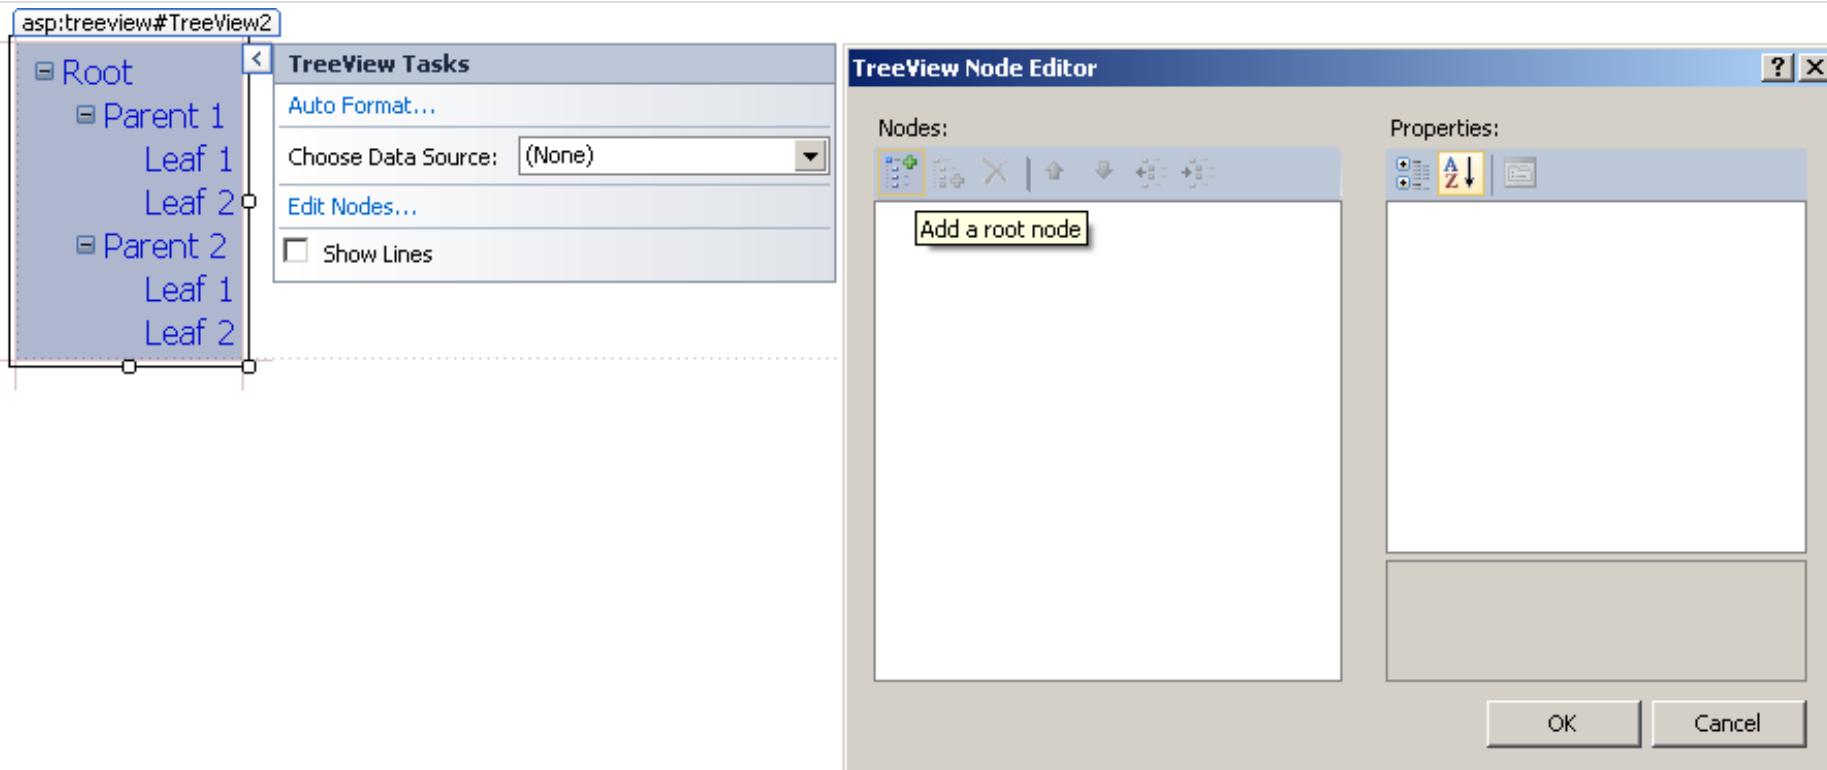 asp:treeview#TreeView2
Root
Parent 1
Leaf 1
Leaf 2
Parent 2
Leaf 1
Leaf 2
TreeView Tasks
Auto Format...
Choose Data Source: (None)
Edit Nodes...
Show Lines
TreeView Node Editor
Nodes:
Add a root node
Properties:
OK
Cancel